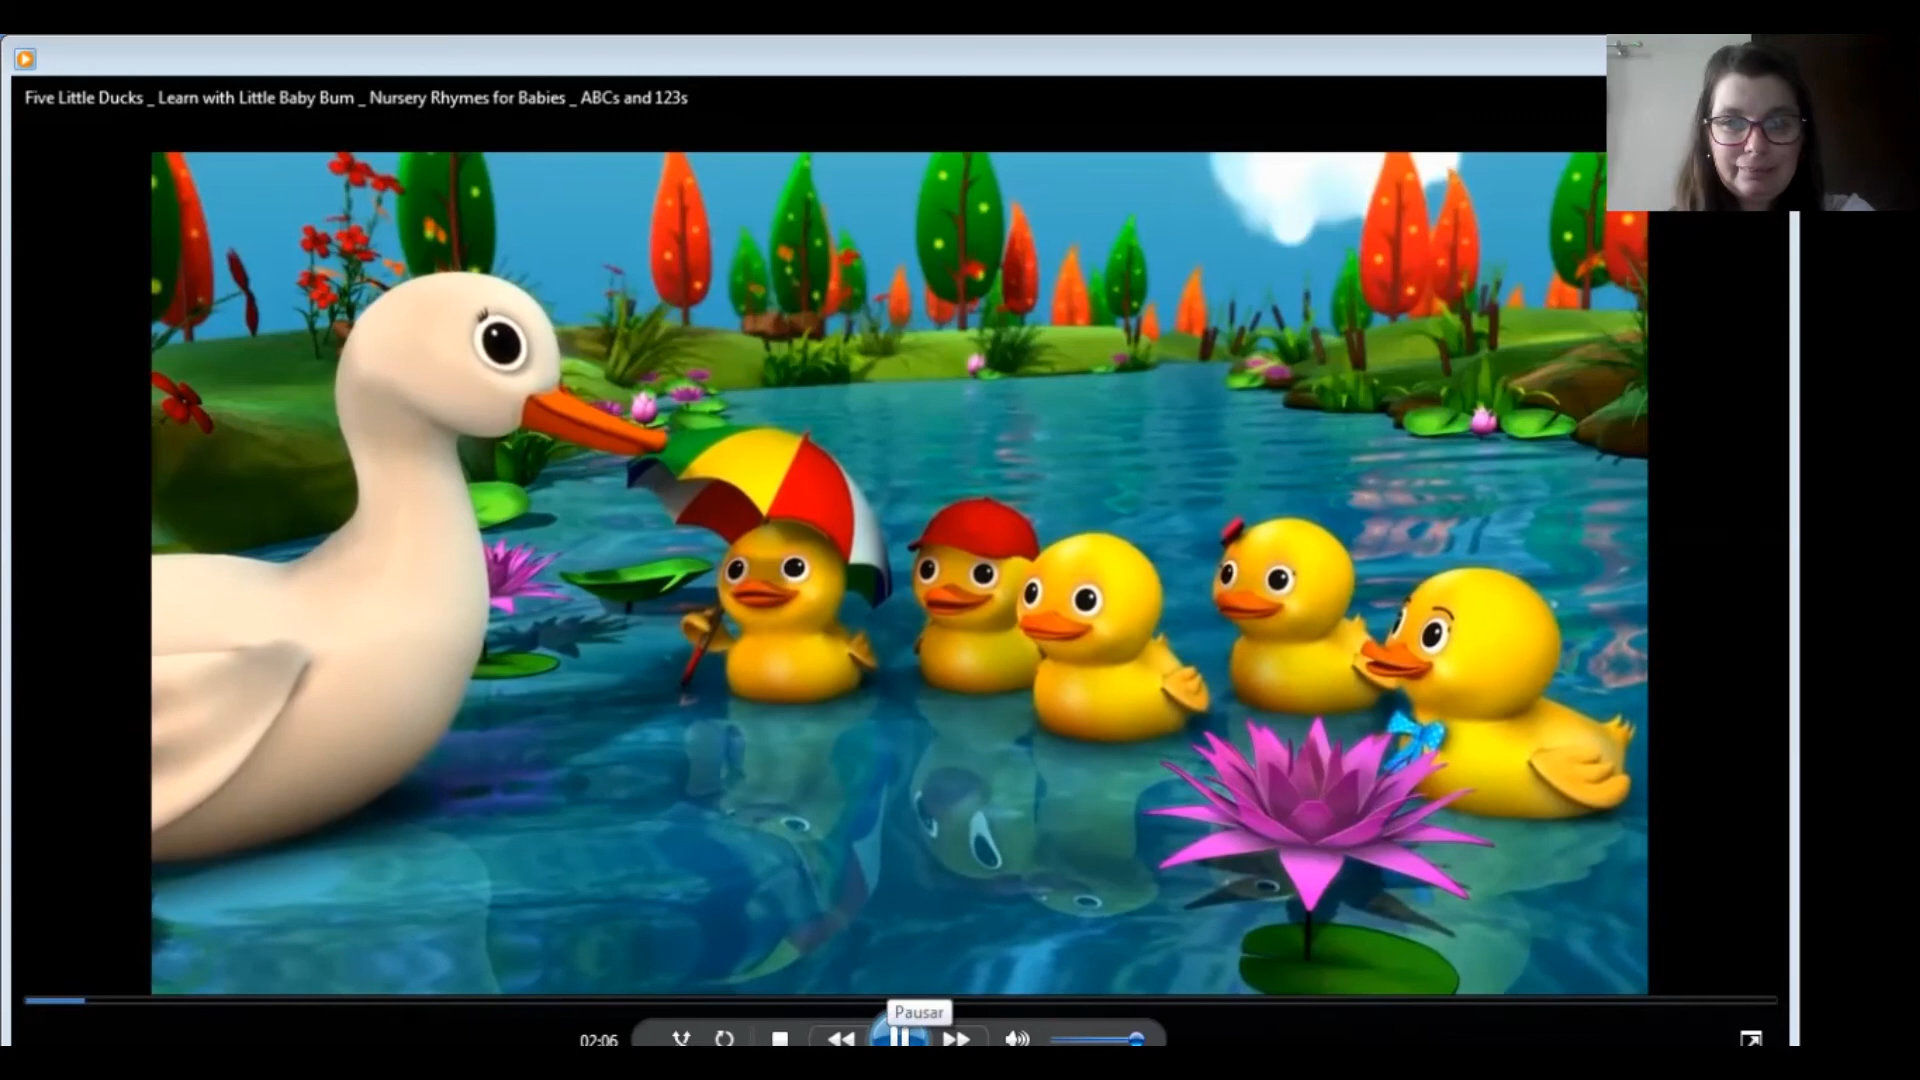 Five Little Ducks _ Learn with Little Baby Bum _ Nursery Rhymes for Babies _ ABCs and 123s
Pausar
02:06